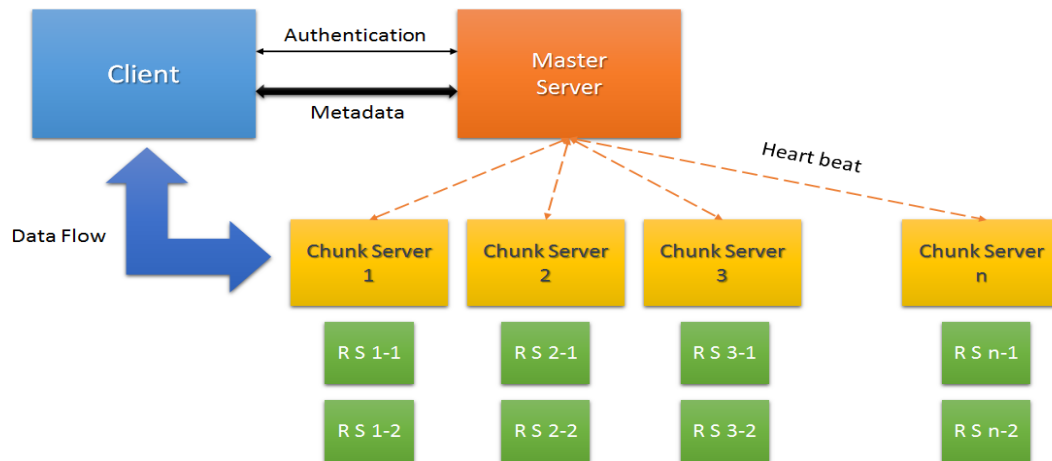 Client
Authentication
Metadata
Master
Server
Heart beat
Data Flow
Chunk Server
1
Chunk Server
2
Chunk Server
3
Chunk Server
n
R S 1-1
R S 2-1
R S 3-1
R S n-1
R S 1-2
R S 2-2
R S 3-2
R S n-2